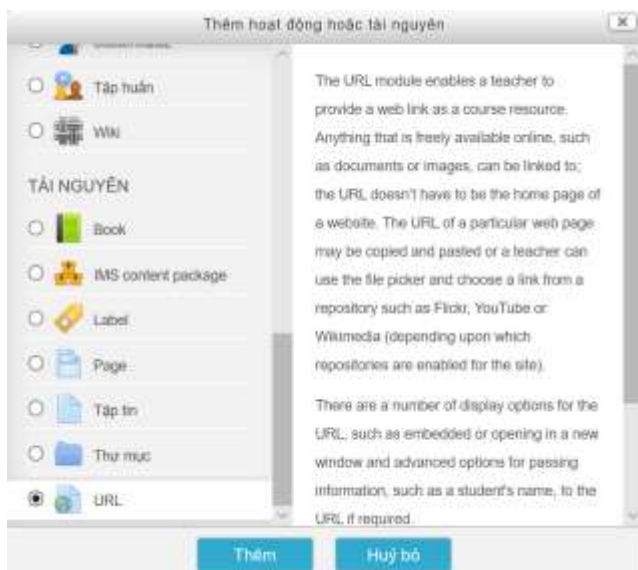 Thêm hoạt động hoặc tài nguyên
Tập huấn
Wiki
TÀI NGUYÊN
Book
IMS content package
Label
Page
Tập tin
Thư mục
URL
The URL module enables a teacher to
provide a web link as a course resource.
Anything that is freely available online, such
as documents or images, can be linked to;
the URL doesn't have to be the home page of
a website. The URL of a particular web page
may be copied and pasted or a teacher can
use the file picker and choose a link from a
repository such as Flickr, YouTube or
Wikimedia (depending upon which
repositories are enabled for the site).
There are a number of display options for the
URL, such as embedded or opening in a new
window and advanced options for passing
information, such as a student's name, to the
URL if required.
Thêm
Huỷ bỏ